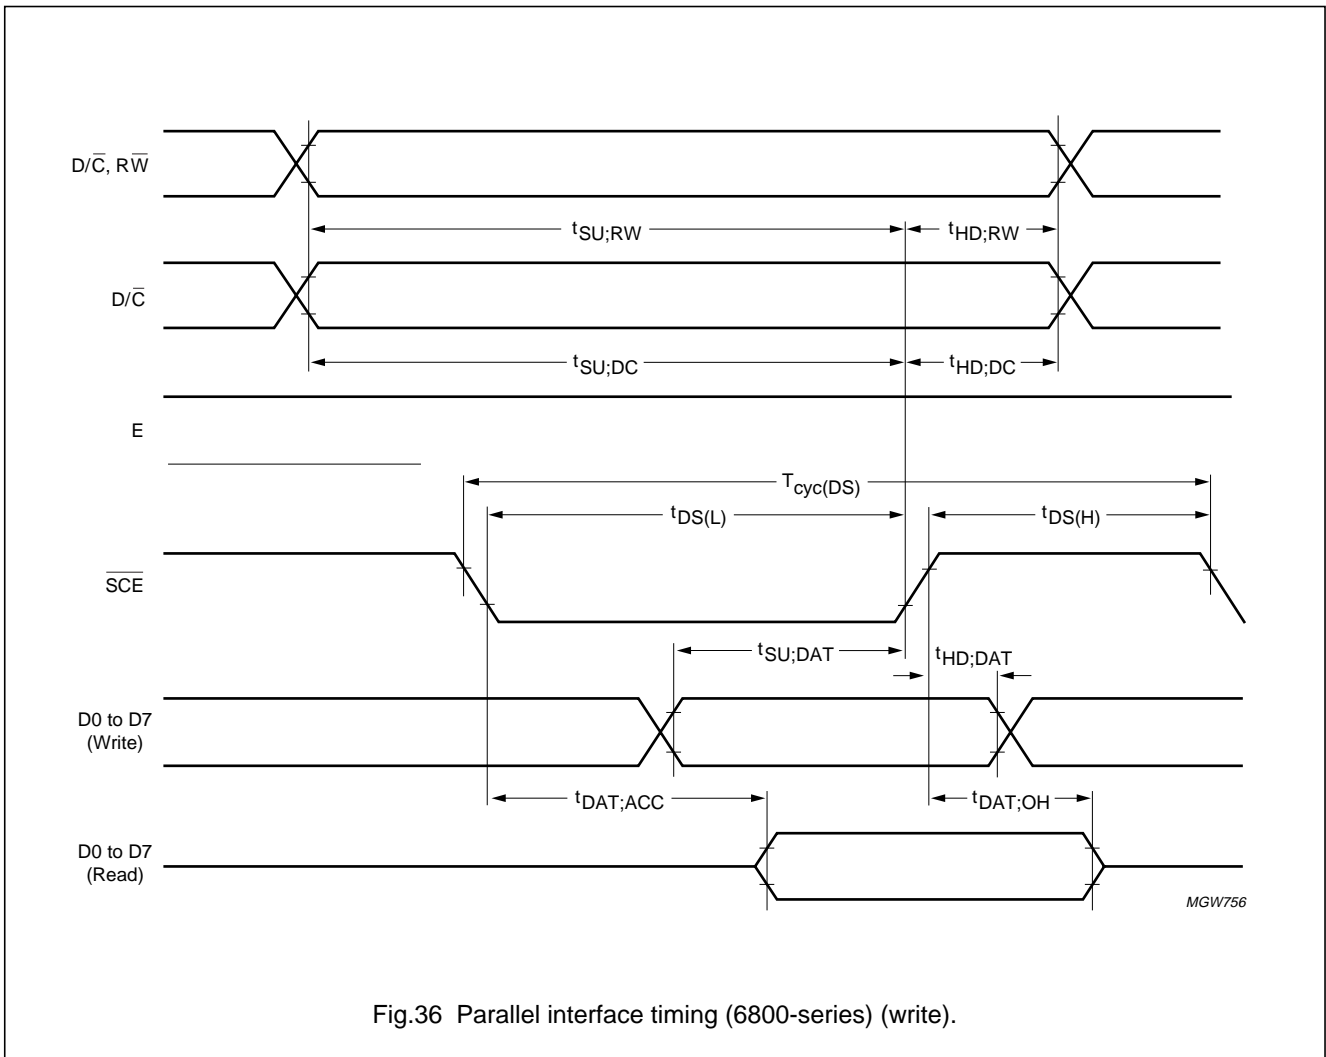 D/C̅, RW̅
tSU;RW
tHD;RW
D/C̅
tSU;DC
tHD;DC
E
Tcyc(DS)
tDS(L)
tDS(H)
S̅C̅E̅
tSU;DAT
tHD;DAT
D0 to D7
(Write)
tDAT;ACC
tDAT;OH
D0 to D7
(Read)
MGW756
Fig.36 Parallel interface timing (6800-series) (write).